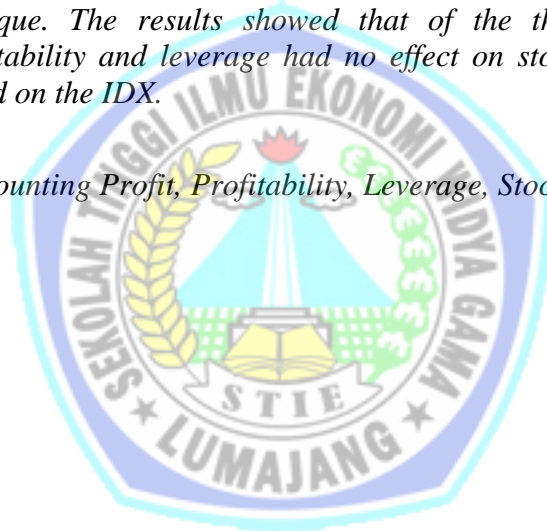 que. The results showed that of the th
tability and leverage had no effect on sto
d on the IDX.
ounting Profit, Profitability, Leverage, Stoc
SEKOLAH TINGGI ILMU EKONOMI WIDYA GAMA
STIE
LUMAJANG